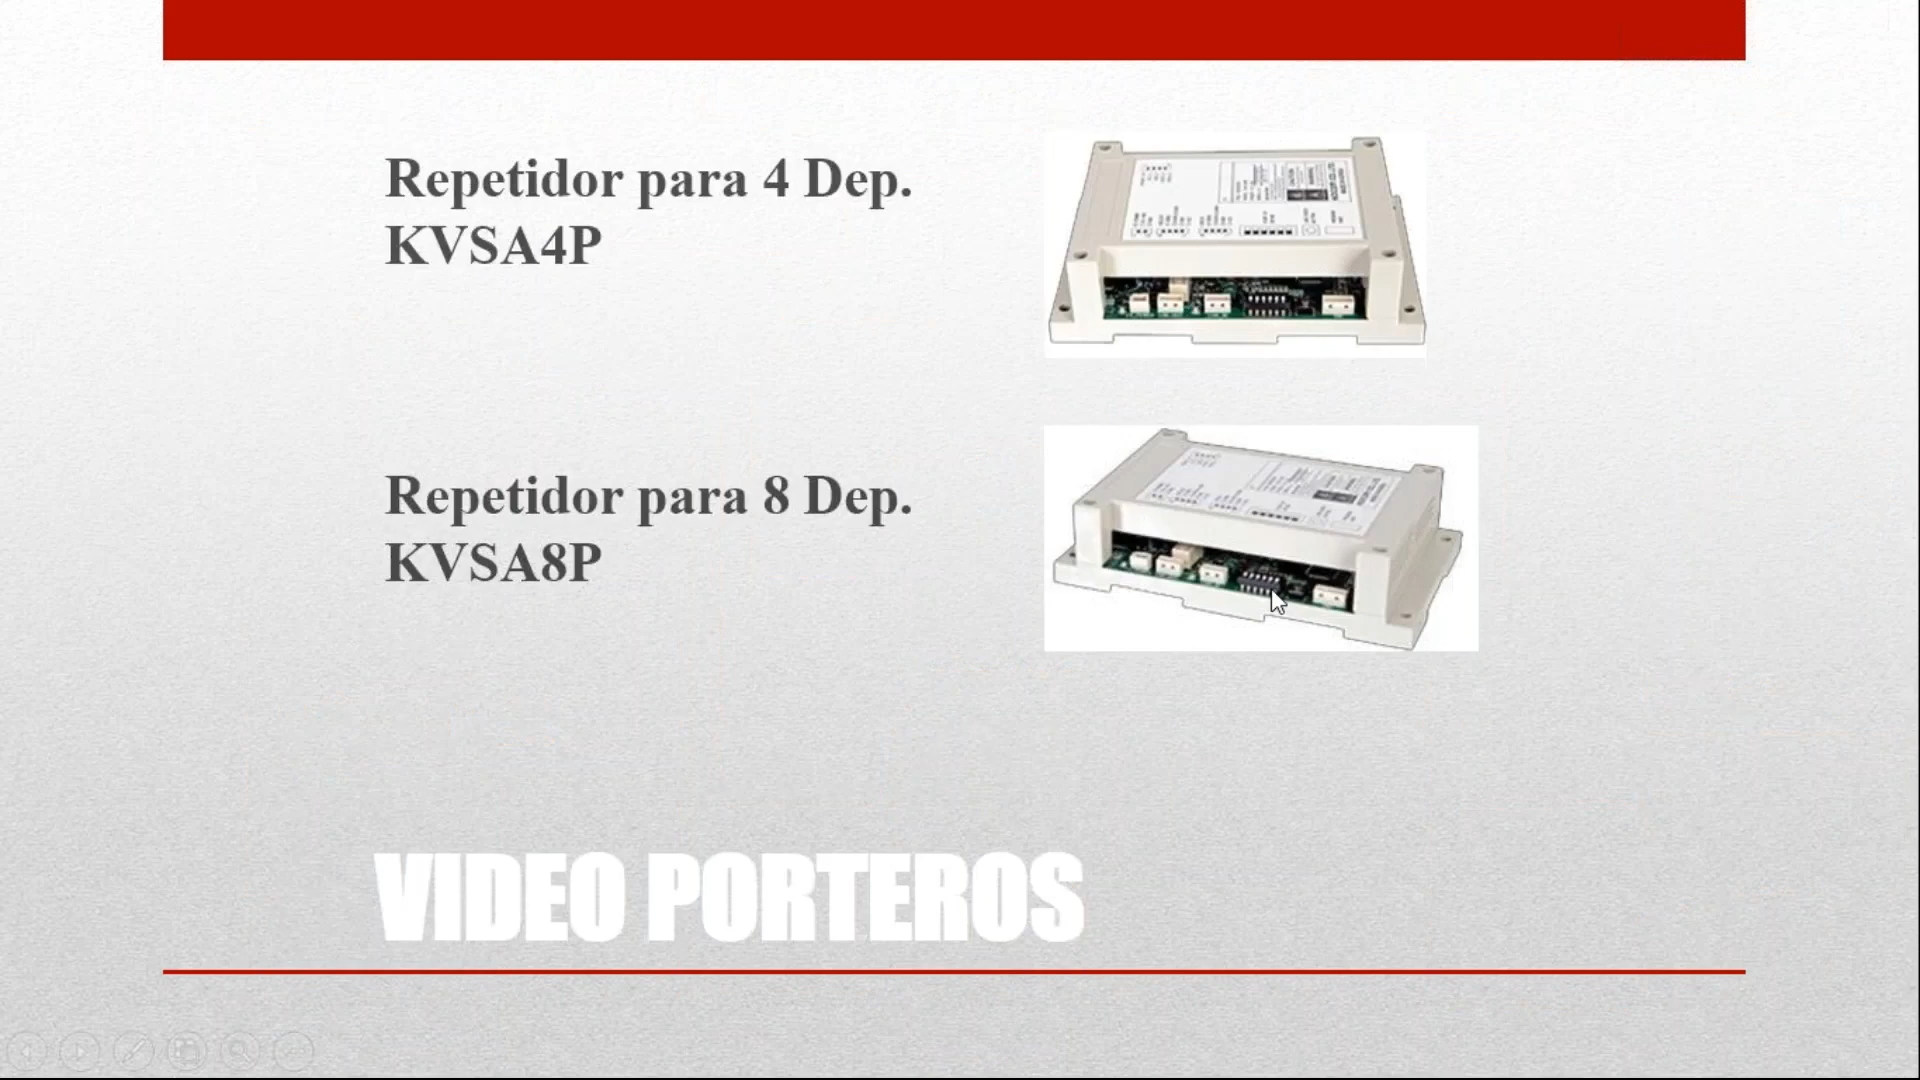 Repetidor para 4 Dep.
KVSA4P
Repetidor para 8 Dep.
KVSA8P
VIDEO PORTEROS